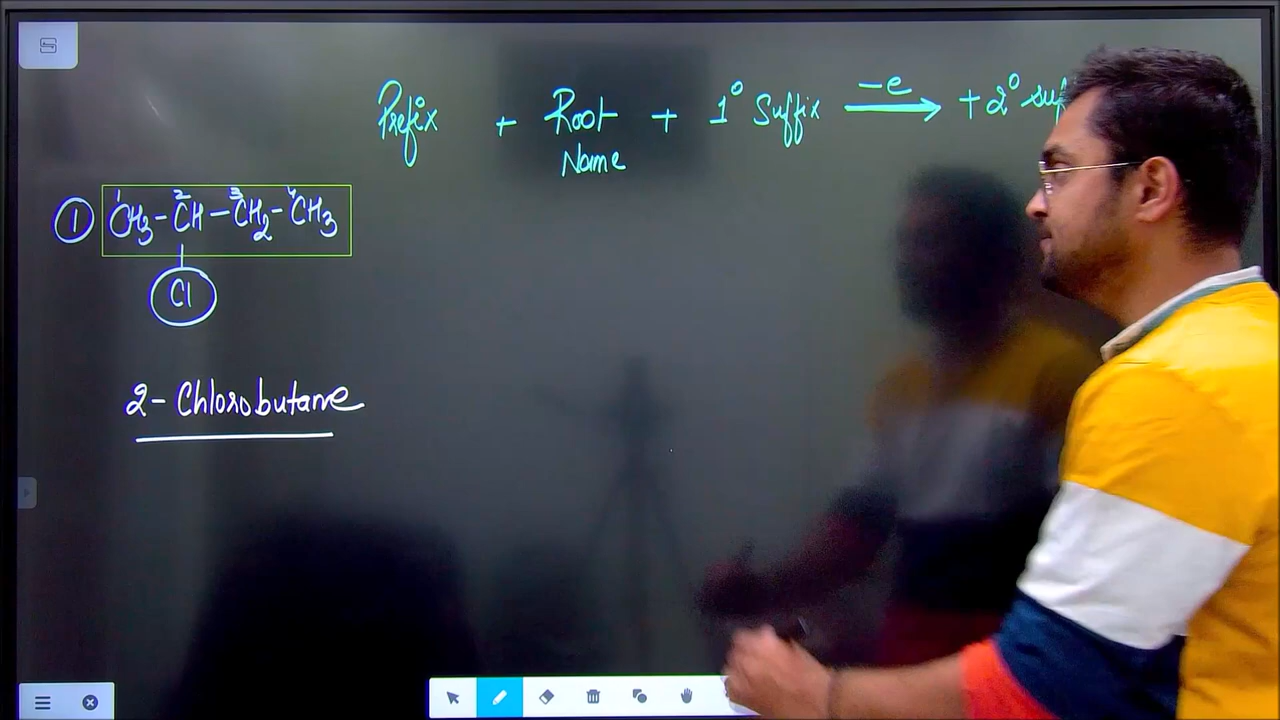 Prefix + Root Name + 1° Suffix —e→ + 2° suf
① ¹CH₃-²CH-³CH₂-⁴CH₃
Cl
2- Chlorobutane